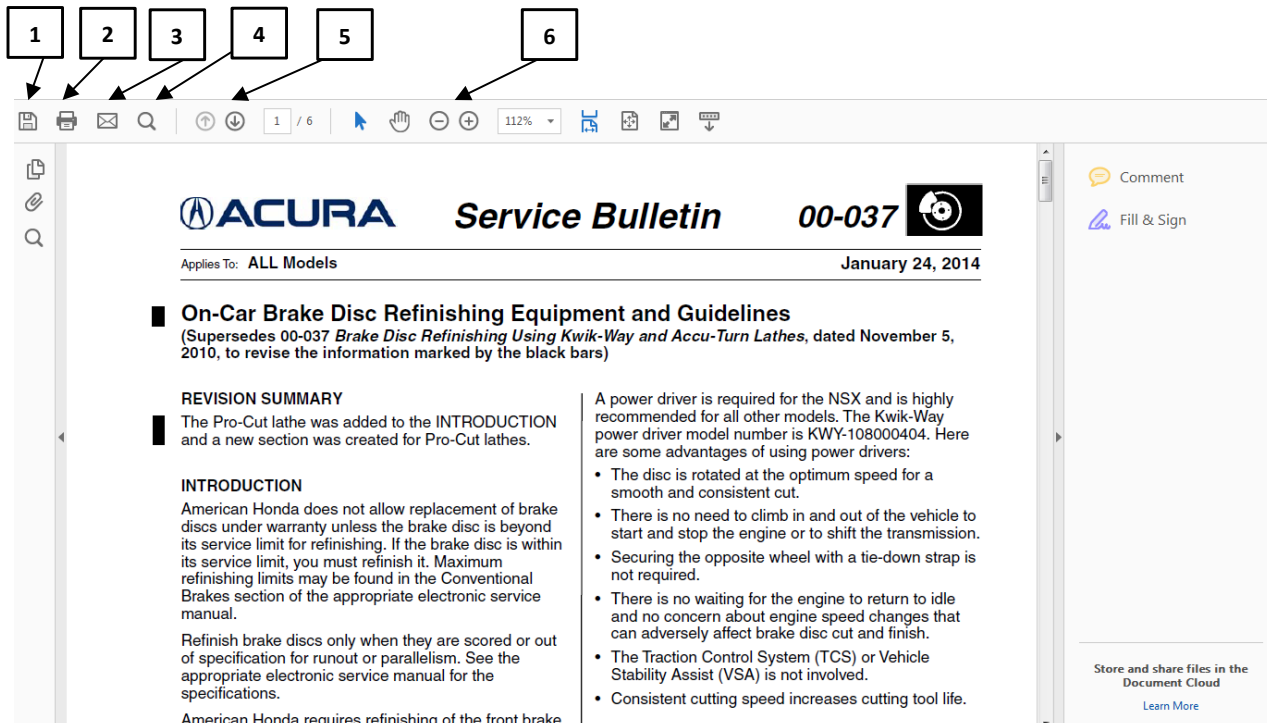 1 2 3 4 5 6
1 / 6 112%
ACURA Service Bulletin 00-037
Applies To: ALL Models January 24, 2014
On-Car Brake Disc Refinishing Equipment and Guidelines
(Supersedes 00-037 Brake Disc Refinishing Using Kwik-Way and Accu-Turn Lathes, dated November 5,
2010, to revise the information marked by the black bars)
REVISION SUMMARY
The Pro-Cut lathe was added to the INTRODUCTION
and a new section was created for Pro-Cut lathes.
INTRODUCTION
American Honda does not allow replacement of brake
discs under warranty unless the brake disc is beyond
its service limit for refinishing. If the brake disc is within
its service limit, you must refinish it. Maximum
refinishing limits may be found in the Conventional
Brakes section of the appropriate electronic service
manual.
Refinish brake discs only when they are scored or out
of specification for runout or parallelism. See the
appropriate electronic service manual for the
specifications.
American Honda requires refinishing of the front brake
A power driver is required for the NSX and is highly
recommended for all other models. The Kwik-Way
power driver model number is KWY-108000404. Here
are some advantages of using power drivers:
• The disc is rotated at the optimum speed for a
smooth and consistent cut.
• There is no need to climb in and out of the vehicle to
start and stop the engine or to shift the transmission.
• Securing the opposite wheel with a tie-down strap is
not required.
• There is no waiting for the engine to return to idle
and no concern about engine speed changes that
can adversely affect brake disc cut and finish.
• The Traction Control System (TCS) or Vehicle
Stability Assist (VSA) is not involved.
• Consistent cutting speed increases cutting tool life.
Comment
Fill & Sign
Store and share files in the
Document Cloud
Learn More